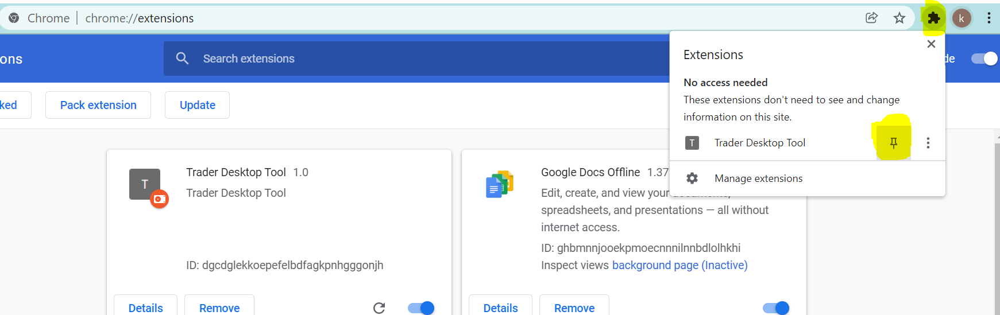 Chrome | chrome://extensions
k
ons
Search extensions
de
Extensions
No access needed
These extensions don't need to see and change
information on this site.
T Trader Desktop Tool
Manage extensions
ked
Pack extension
Update
T
Trader Desktop Tool 1.0
Trader Desktop Tool
ID: dgcdglekkoepefelbdfagkpnhgggonjh
Details
Remove
Google Docs Offline 1.37
Edit, create, and view your documents,
spreadsheets, and presentations — all without
internet access.
ID: ghbmnnjooekpmoecnnnilnnbdlolhkhi
Inspect views background page (Inactive)
Details
Remove